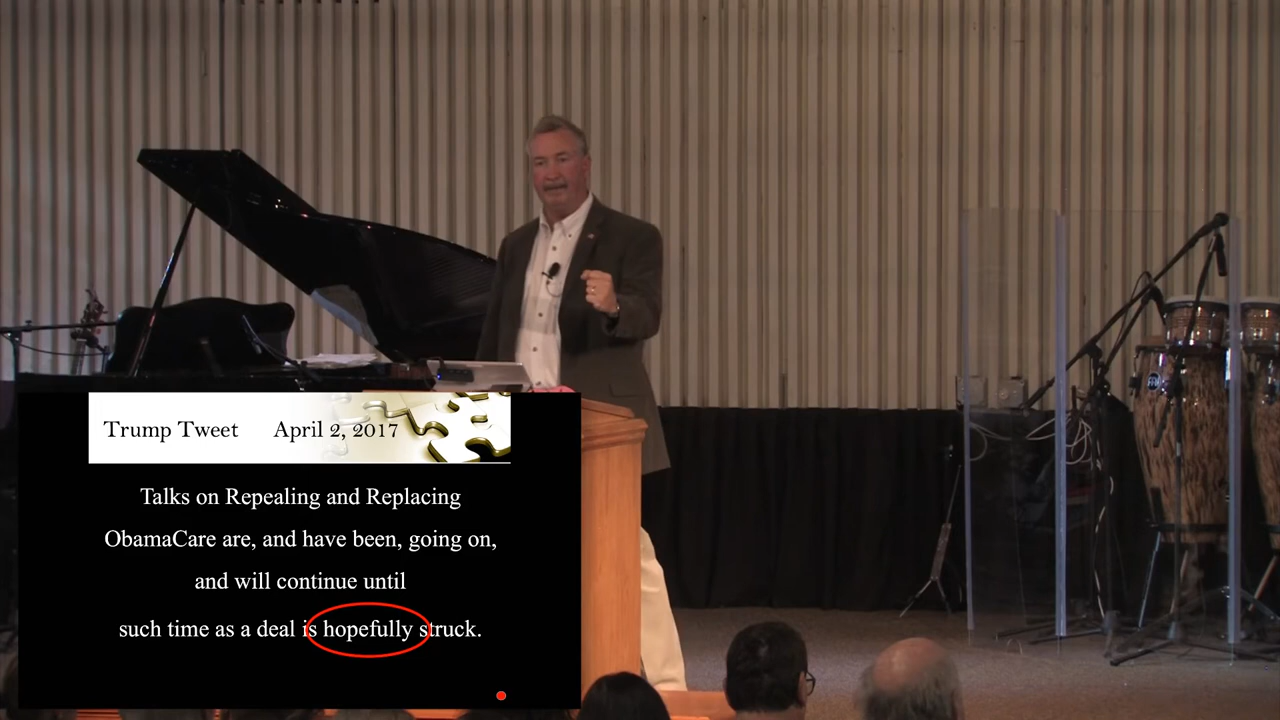 Trump Tweet April 2, 2017
Talks on Repealing and Replacing
ObamaCare are, and have been, going on,
and will continue until
such time as a deal is hopefully struck.